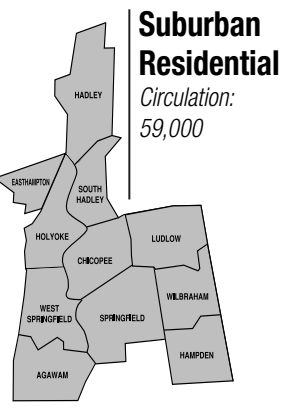 Suburban
Residential
Circulation:
59,000
HADLEY
EASTHAMPTON
SOUTH
HADLEY
HOLYOKE
LUDLOW
CHICOPEE
WILBRAHAM
WEST
SPRINGFIELD
SPRINGFIELD
HAMPDEN
AGAWAM